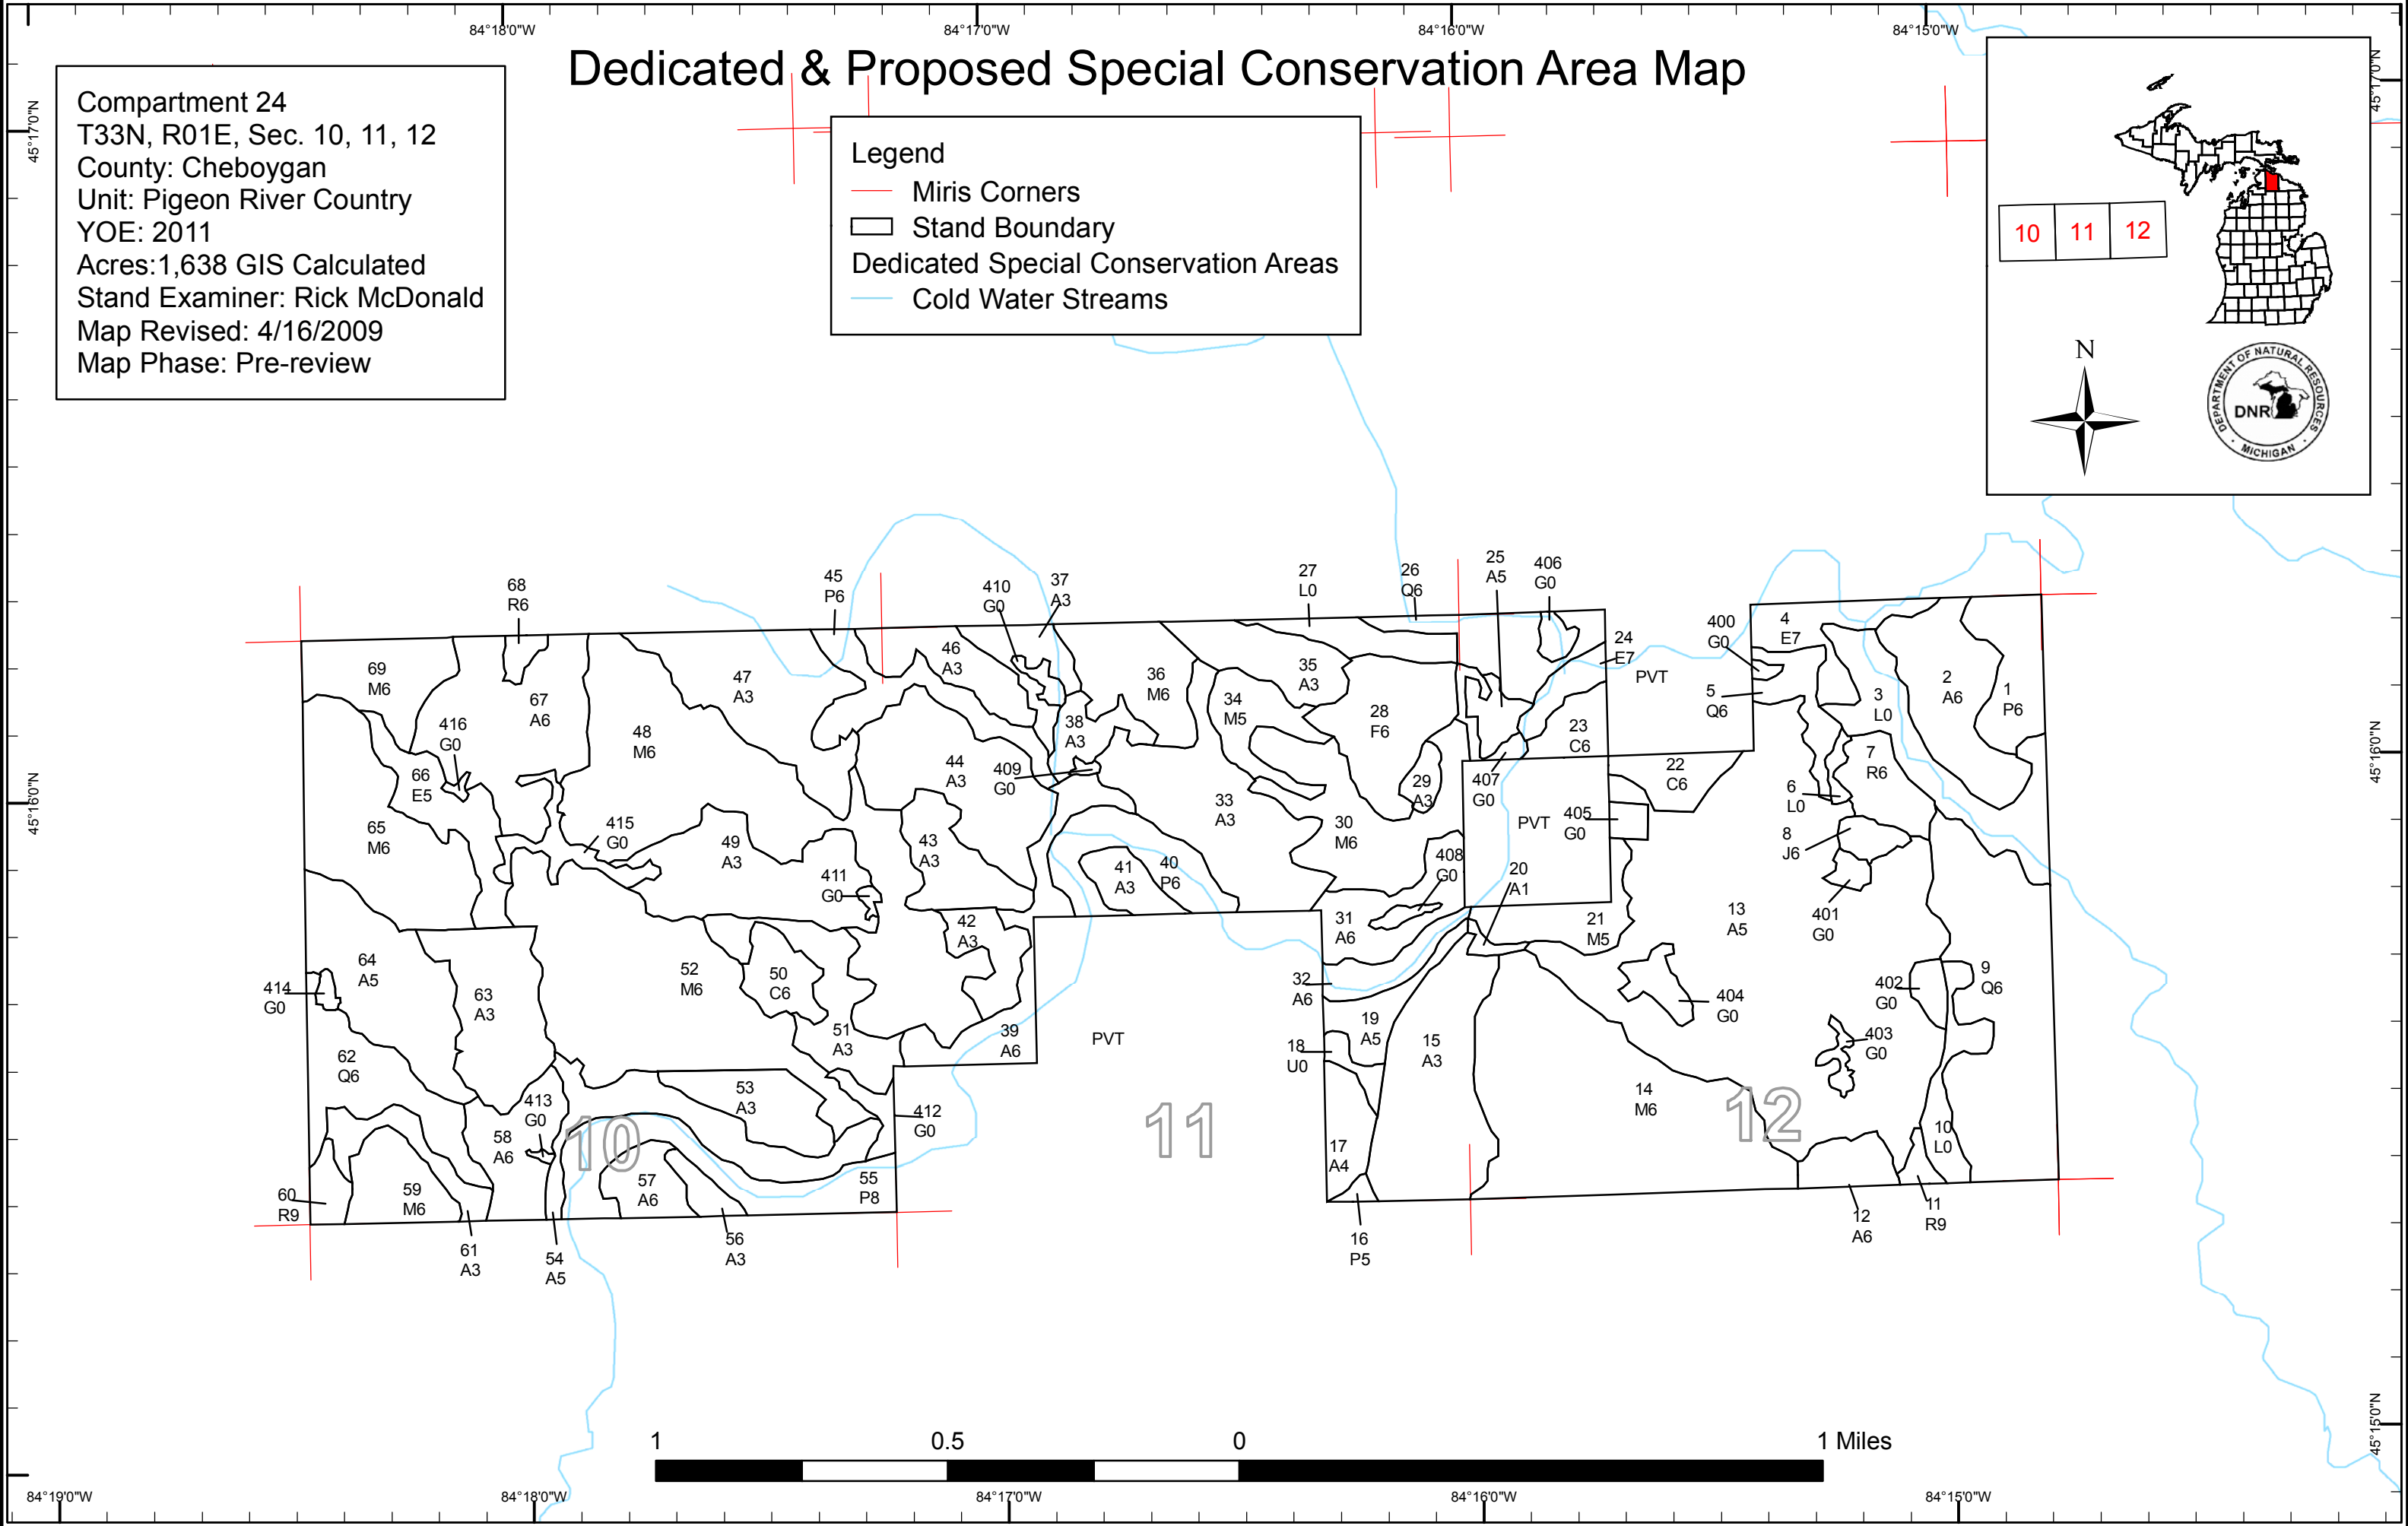 84°18'0"W
84°17'0"W
84°16'0"W
84°15'0"W
Dedicated & Proposed Special Conservation Area Map
Compartment 24
T33N, R01E, Sec. 10, 11, 12
County: Cheboygan
Unit: Pigeon River Country
YOE: 2011
Acres:1,638 GIS Calculated
Stand Examiner: Rick McDonald
Map Revised: 4/16/2009
Map Phase: Pre-review
Legend
Miris Corners
Stand Boundary
Dedicated Special Conservation Areas
Cold Water Streams
10 11 12
N
DEPARTMENT OF NATURAL RESOURCES
DNR
MICHIGAN
45°17'0"N
45°17'0"N
45°16'0"N
45°16'0"N
45°15'0"N
68
R6
45
P6
410
G0
37
A3
27
L0
26
Q6
25
A5
406
G0
400
G0
4
E7
24
E7
PVT
5
Q6
3
L0
2
A6
1
P6
69
M6
67
A6
416
G0
66
E5
65
M6
48
M6
47
A3
46
A3
36
M6
38
A3
35
A3
34
M5
28
F6
23
C6
22
C6
7
R6
6
L0
8
J6
44
A3
409
G0
33
A3
29
A3
30
M6
407
G0
PVT
405
G0
415
G0
49
A3
43
A3
411
G0
41
A3
40
P6
408
G0
20
A1
401
G0
13
A5
21
M5
31
A6
42
A3
64
A5
414
G0
63
A3
52
M6
50
C6
51
A3
39
A6
PVT
32
A6
19
A5
18
U0
15
A3
404
G0
402
G0
9
Q6
403
G0
62
Q6
53
A3
413
G0
58
A6
412
G0
14
M6
17
A4
10
L0
10
11
12
60
R9
59
M6
57
A6
55
P8
61
A3
54
A5
56
A3
16
P5
12
A6
11
R9
1 0.5 0 1 Miles
84°19'0"W
84°18'0"W
84°17'0"W
84°16'0"W
84°15'0"W